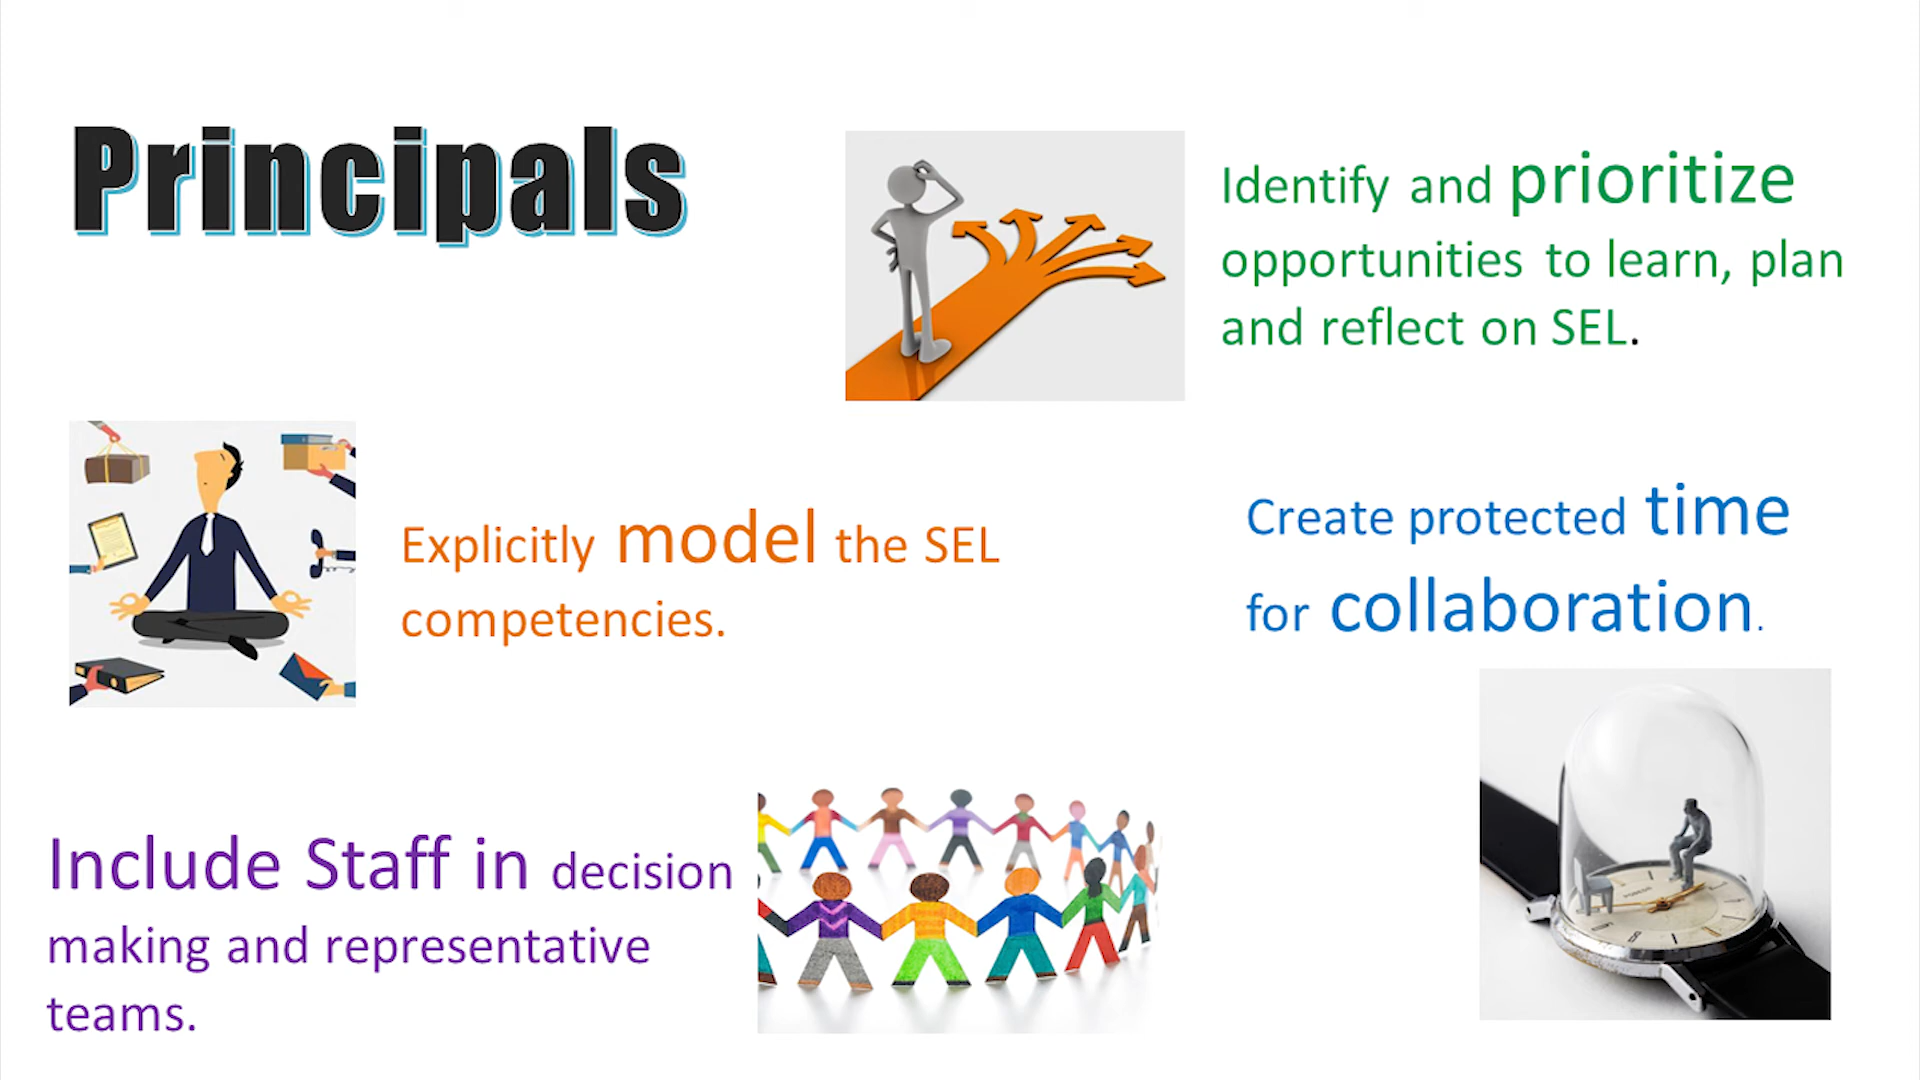 Principals
Identify and prioritize
opportunities to learn, plan
and reflect on SEL.
Explicitly model the SEL
competencies.
Create protected time
for collaboration.
Include Staff in decision
making and representative
teams.